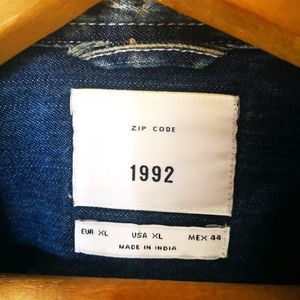 ZIP CODE
1992
EUR XL USA XL MEX 44
MADE IN INDIA